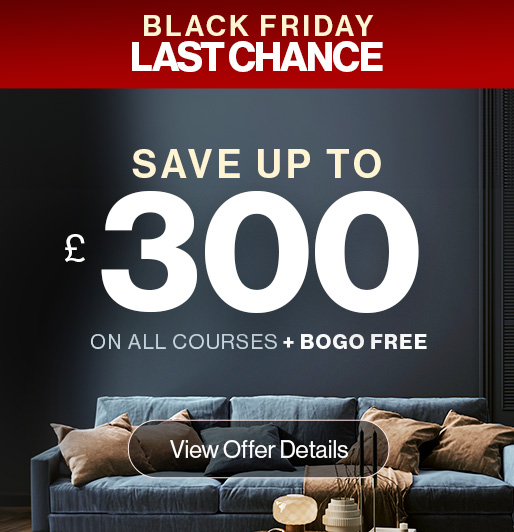 BLACK FRIDAY
LAST CHANCE
SAVE UP TO
£300
ON ALL COURSES + BOGO FREE
View Offer Details